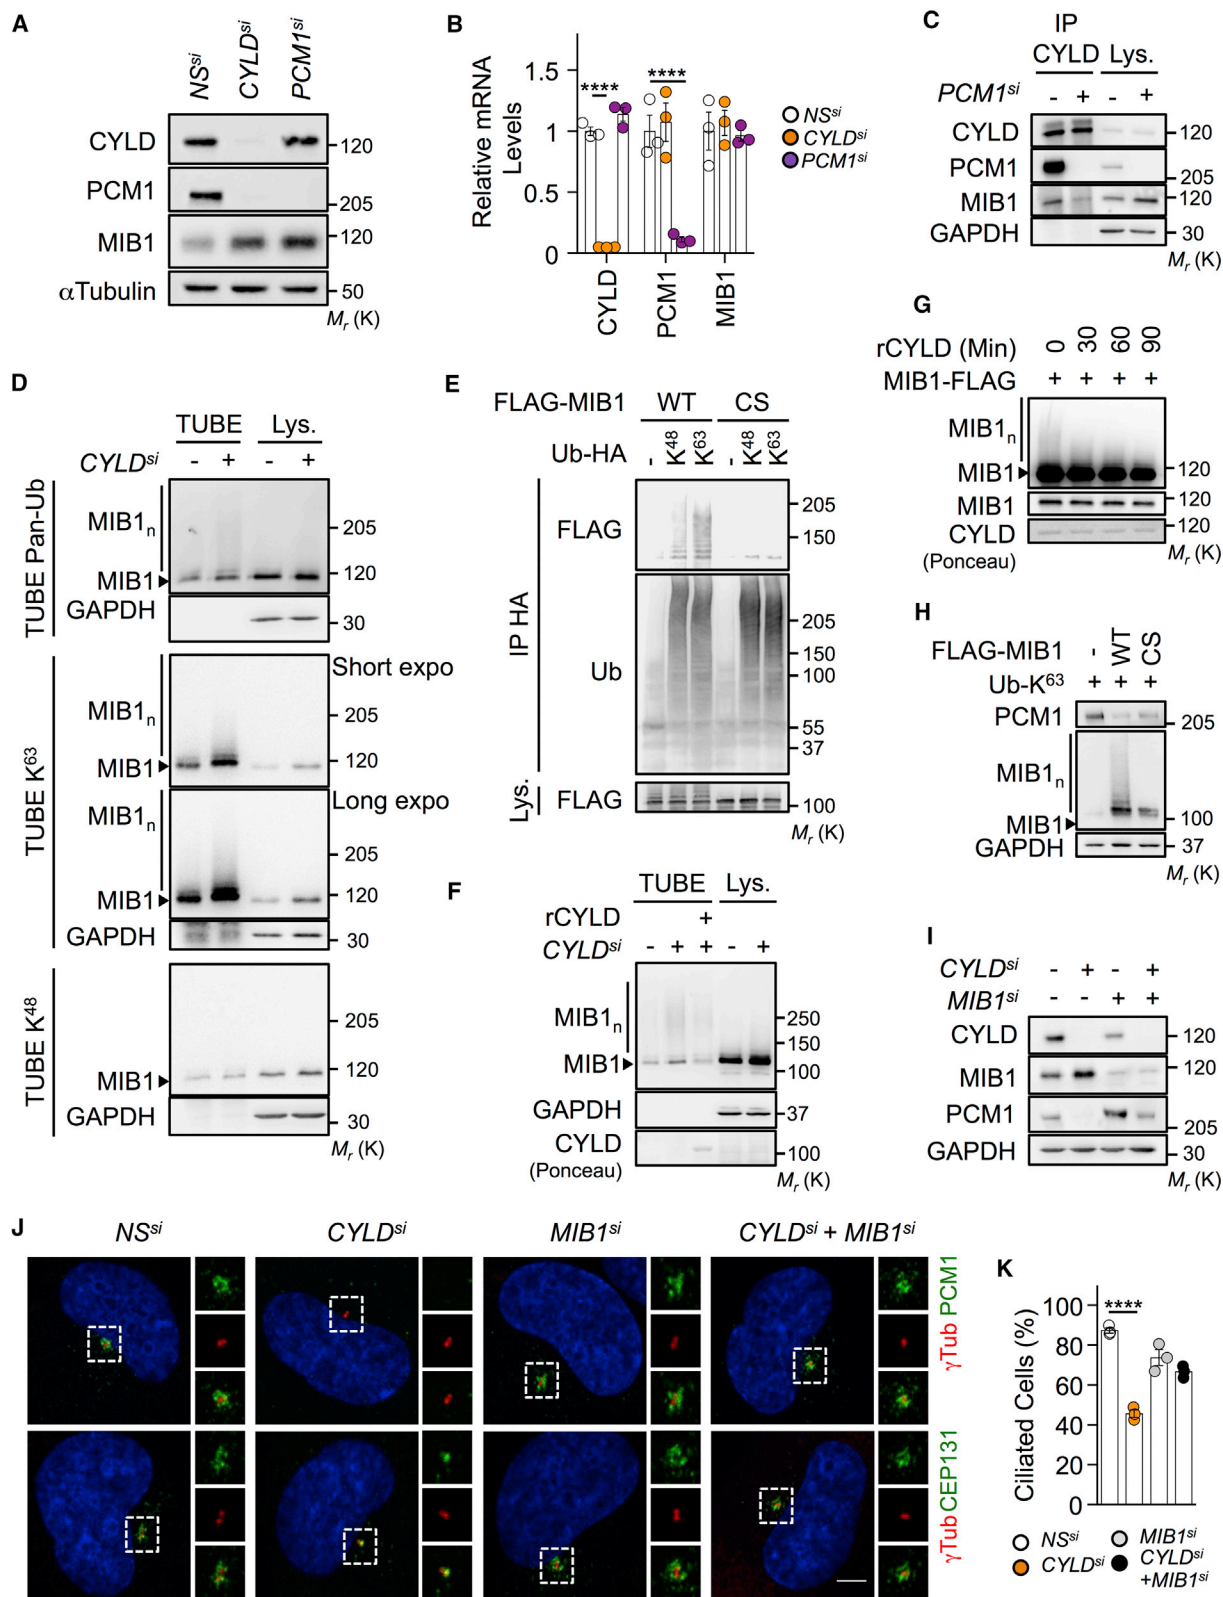 A
NSsi
CYLDsi
PCM1si
CYLD
120
PCM1
205
MIB1
120
αTubulin
50
Mr (K)
B
Relative mRNA
Levels
1.5
1
0.5
0
****
****
CYLD
PCM1
MIB1
NSsi
CYLDsi
PCM1si
C
IP
CYLD Lys.
PCM1si - + - +
CYLD
120
PCM1
205
MIB1
120
GAPDH
30
Mr (K)
D
TUBE Lys.
CYLDsi - + - +
TUBE Pan-Ub
MIB1n
205
MIB1
120
GAPDH
30
TUBE K63
Short expo
MIB1n
205
MIB1
120
Long expo
MIB1n
205
MIB1
120
GAPDH
30
TUBE K48
205
MIB1
120
GAPDH
30
Mr (K)
E
FLAG-MIB1 WT CS
Ub-HA - K48 K63 - K48 K63
IP HA
FLAG
205
150
Ub
205
150
100
55
37
Lys.
FLAG
100
Mr (K)
F
TUBE Lys.
rCYLD +
CYLDsi - + + - +
MIB1n
250
150
MIB1
100
GAPDH
37
CYLD
(Ponceau)
100
Mr (K)
G
rCYLD (Min) 0 30 60 90
MIB1-FLAG + + + +
MIB1n
MIB1
120
MIB1
120
CYLD
(Ponceau)
120
Mr (K)
H
FLAG-MIB1 - WT CS
Ub-K63 + + +
PCM1
205
MIB1n
MIB1
100
GAPDH
37
Mr (K)
I
CYLDsi - + - +
MIB1si - - + +
CYLD
120
MIB1
120
PCM1
205
GAPDH
30
Mr (K)
J
NSsi
CYLDsi
MIB1si
CYLDsi + MIB1si
γTub PCM1
γTub CEP131
K
Ciliated Cells (%)
100
80
60
40
20
0
****
NSsi
CYLDsi
MIB1si
CYLDsi
+MIB1si